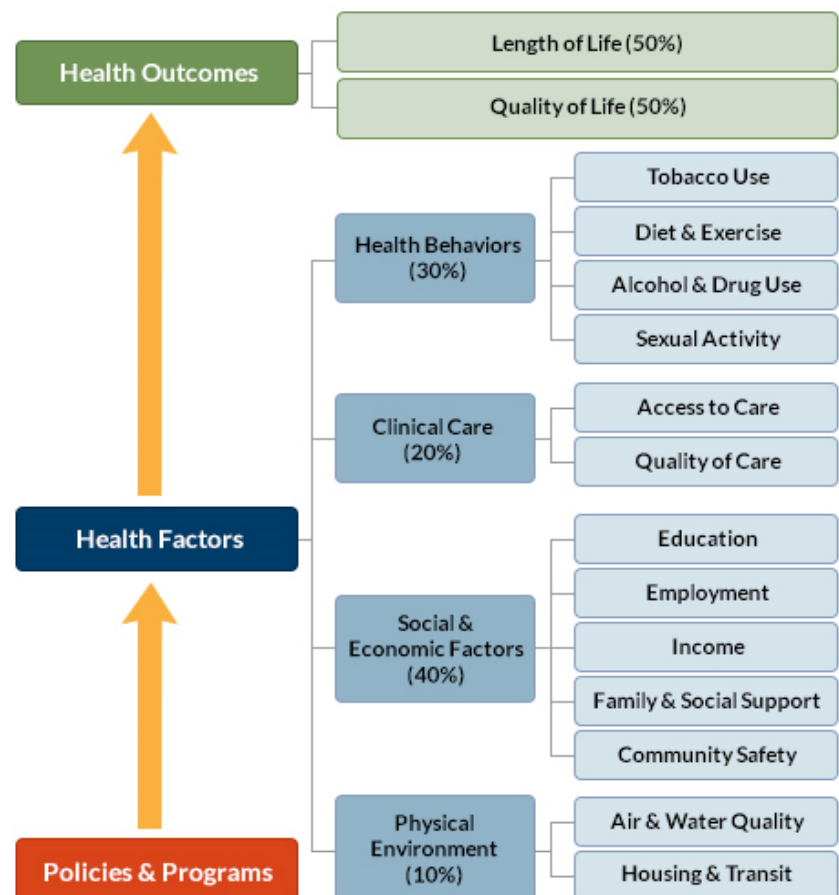 Health Outcomes
Length of Life (50%)
Quality of Life (50%)
Health Factors
Health Behaviors
(30%)
Tobacco Use
Diet & Exercise
Alcohol & Drug Use
Sexual Activity
Clinical Care
(20%)
Access to Care
Quality of Care
Social &
Economic Factors
(40%)
Education
Employment
Income
Family & Social Support
Community Safety
Physical
Environment
(10%)
Air & Water Quality
Housing & Transit
Policies & Programs